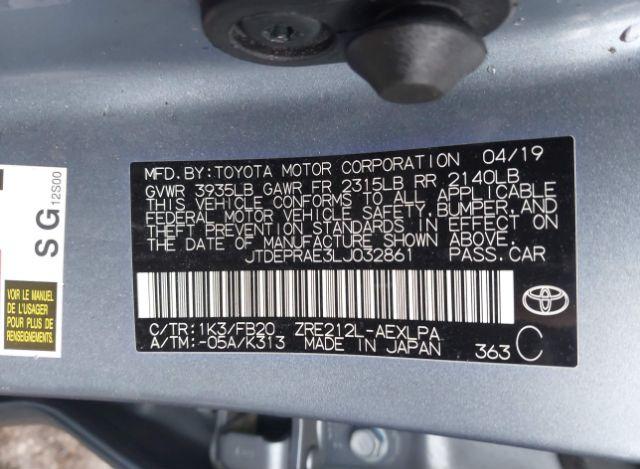 MFD. BY: TOYOTA MOTOR CORPORATION 04/19
GVWR 3935LB GAWR FR 2315LB RR 2140LB
THIS VEHICLE CONFORMS TO ALL APPLICABLE
FEDERAL MOTOR VEHICLE SAFETY, BUMPER, AND
THEFT PREVENTION STANDARDS IN EFFECT ON
THE DATE OF MANUFACTURE SHOWN ABOVE.
JTDEPRAE3LJ032861 PASS. CAR
C/TR: 1K3/FB20 ZRE212L-AEXLPA
A/TM: -05A/K313 MADE IN JAPAN 363 C
TOYOTA
SG
12S00
VOIR LE MANUEL
DE L'USAGER
POUR PLUS
DE DETAILS